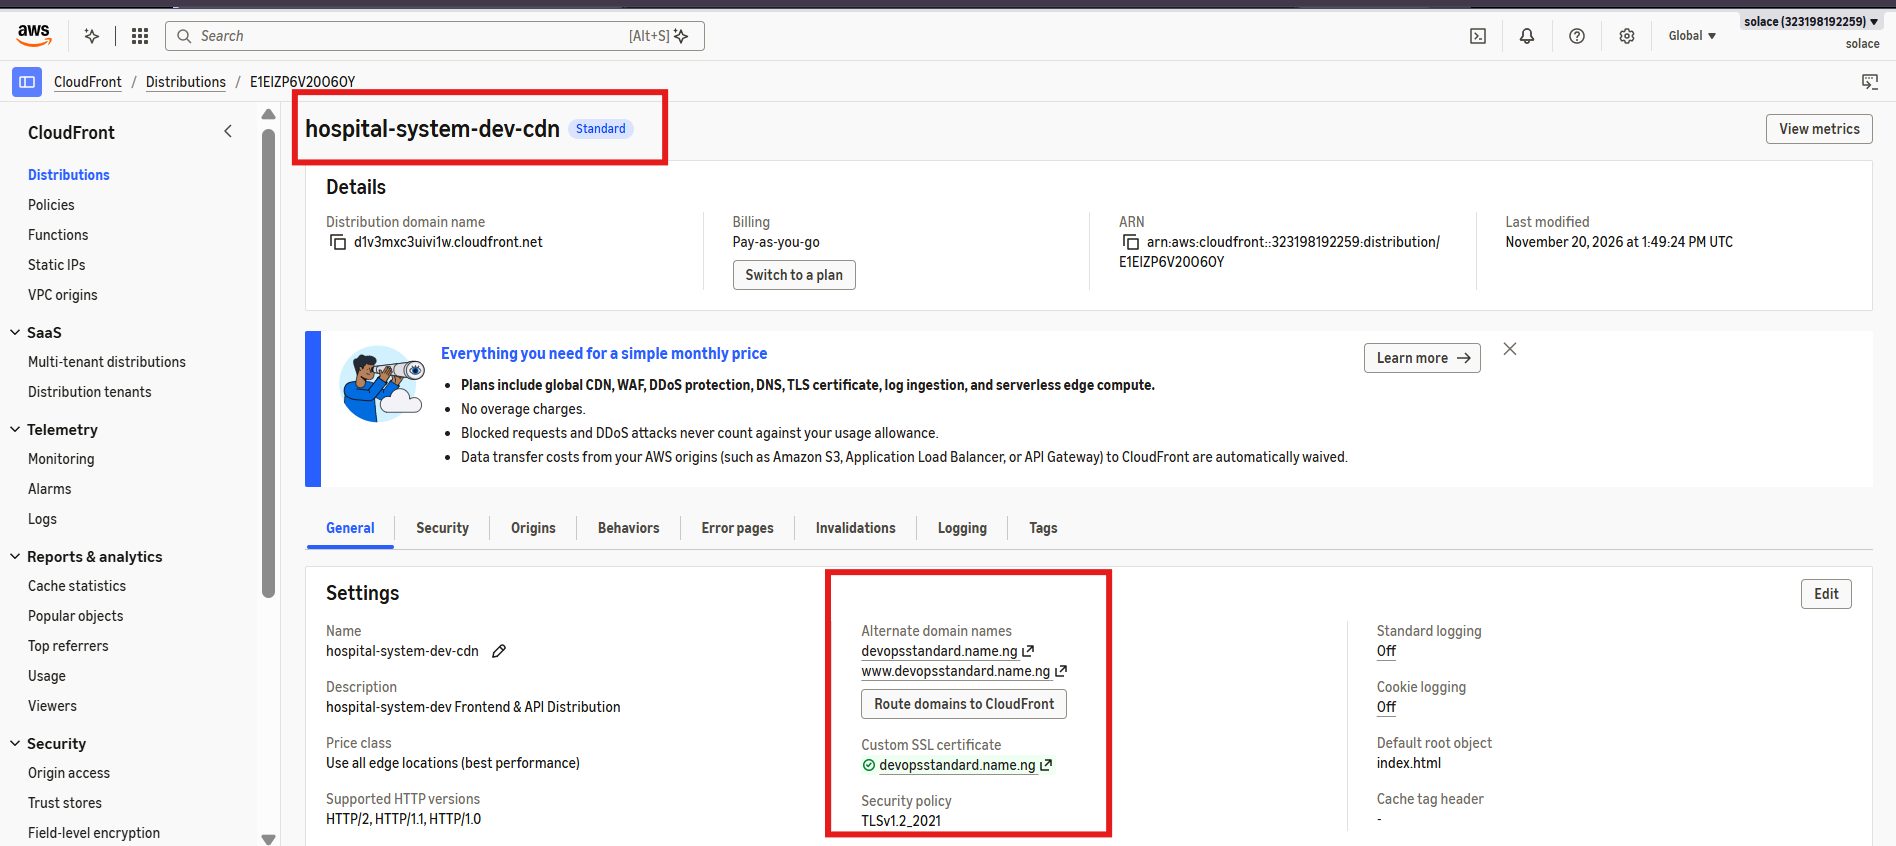 aws
Search
[Alt+S]
Global
solace (323198192259)
solace
CloudFront / Distributions / E1EIZP6V20O6OY
CloudFront
Distributions
Policies
Functions
Static IPs
VPC origins
SaaS
Multi-tenant distributions
Distribution tenants
Telemetry
Monitoring
Alarms
Logs
Reports & analytics
Cache statistics
Popular objects
Top referrers
Usage
Viewers
Security
Origin access
Trust stores
Field-level encryption
hospital-system-dev-cdn Standard
View metrics
Details
Distribution domain name
d1v3mxc3uivi1w.cloudfront.net
Billing
Pay-as-you-go
Switch to a plan
ARN
arn:aws:cloudfront::323198192259:distribution/
E1EIZP6V20O6OY
Last modified
November 20, 2026 at 1:49:24 PM UTC
Everything you need for a simple monthly price
Plans include global CDN, WAF, DDoS protection, DNS, TLS certificate, log ingestion, and serverless edge compute.
No overage charges.
Blocked requests and DDoS attacks never count against your usage allowance.
Data transfer costs from your AWS origins (such as Amazon S3, Application Load Balancer, or API Gateway) to CloudFront are automatically waived.
Learn more
General
Security
Origins
Behaviors
Error pages
Invalidations
Logging
Tags
Settings
Edit
Name
hospital-system-dev-cdn
Description
hospital-system-dev Frontend & API Distribution
Price class
Use all edge locations (best performance)
Supported HTTP versions
HTTP/2, HTTP/1.1, HTTP/1.0
Alternate domain names
devopsstandard.name.ng
www.devopsstandard.name.ng
Route domains to CloudFront
Custom SSL certificate
devopsstandard.name.ng
Security policy
TLSv1.2_2021
Standard logging
Off
Cookie logging
Off
Default root object
index.html
Cache tag header
-